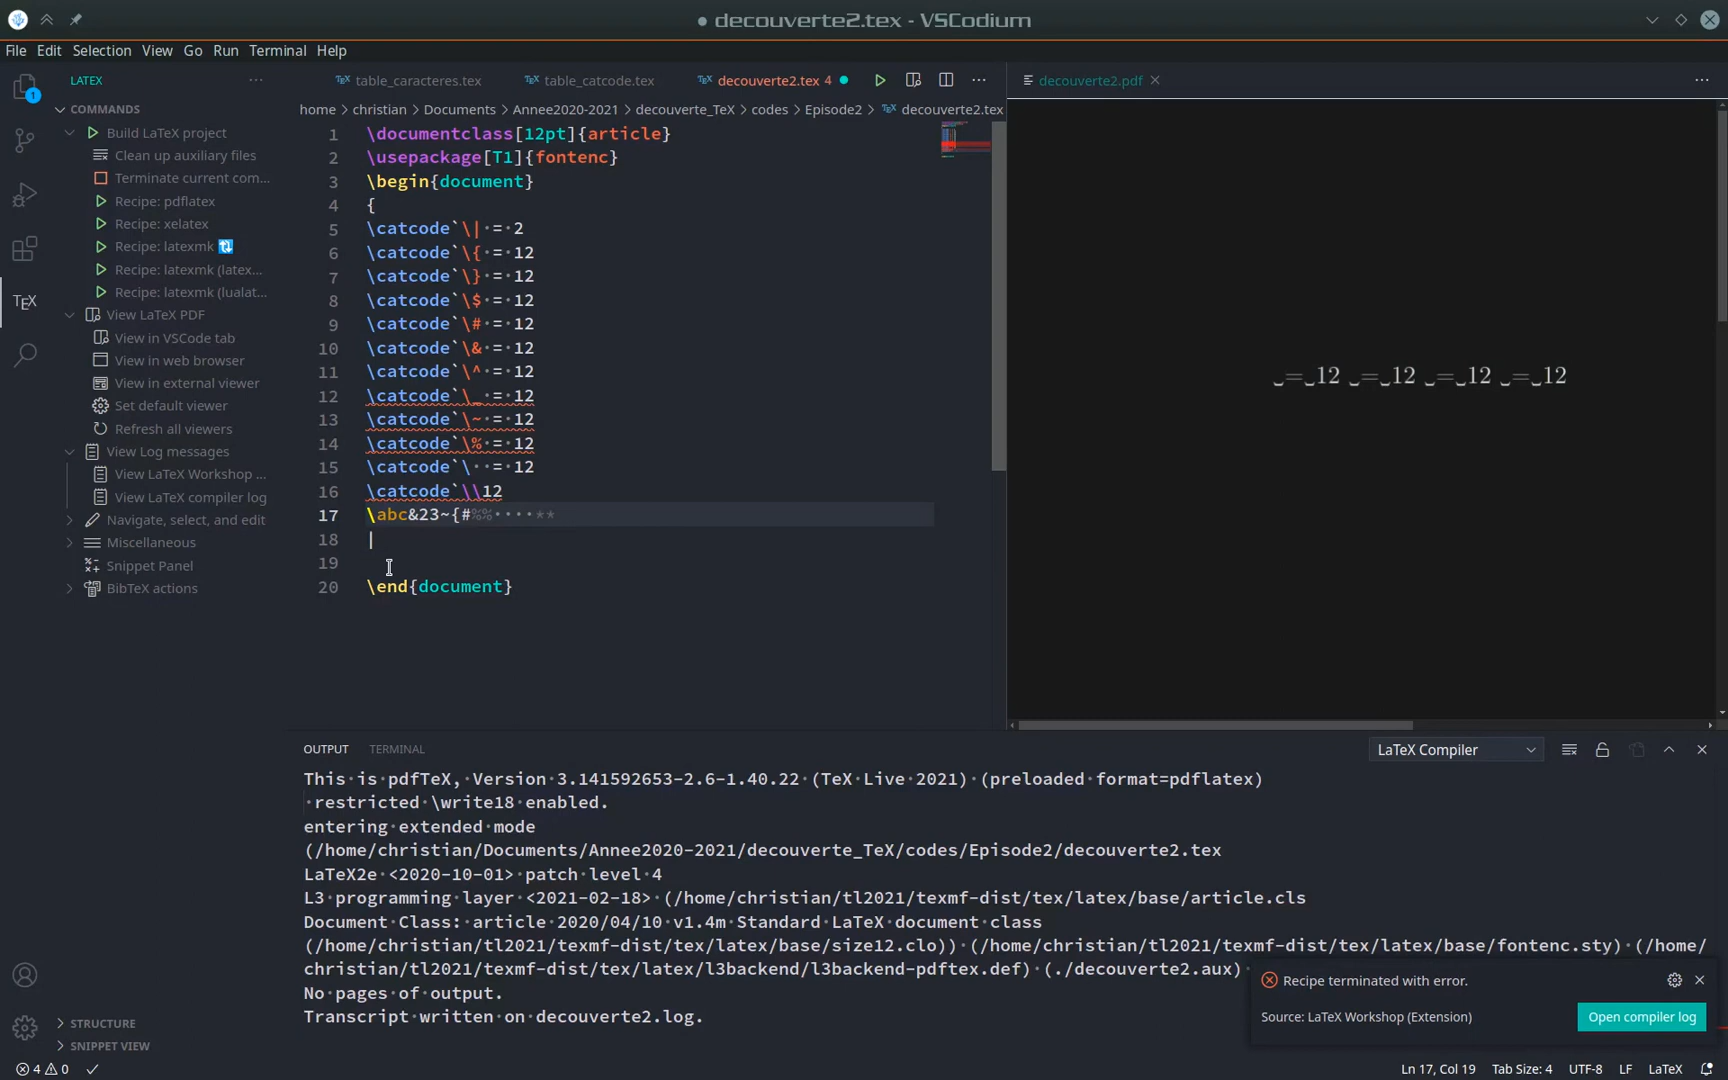 ● decouverte2.tex - VSCodium
File Edit Selection View Go Run Terminal Help
LATEX ···
table_caracteres.tex table_catcode.tex decouverte2.tex 4 ···
decouverte2.pdf ···
COMMANDS
Build LaTeX project
Clean up auxiliary files
Terminate current com...
Recipe: pdflatex
Recipe: xelatex
Recipe: latexmk 🔃
Recipe: latexmk (latex...
Recipe: latexmk (lualat...
View LaTeX PDF
View in VSCode tab
View in web browser
View in external viewer
Set default viewer
Refresh all viewers
View Log messages
View LaTeX Workshop ...
View LaTeX compiler log
Navigate, select, and edit
Miscellaneous
Snippet Panel
BibTeX actions
STRUCTURE
SNIPPET VIEW
1
TEX
home > christian > Documents > Annee2020-2021 > decouverte_TeX > codes > Episode2 > decouverte2.tex
1 \documentclass[12pt]{article}
2 \usepackage[T1]{fontenc}
3 \begin{document}
4 {
5 \catcode`\|·=·2
6 \catcode`\{·=·12
7 \catcode`\}·=·12
8 \catcode`\$·=·12
9 \catcode`\#·=·12
10 \catcode`\&·=·12
11 \catcode`\^·=·12
12 \catcode`\_·=·12
13 \catcode`\~·=·12
14 \catcode`\%·=·12
15 \catcode`\··=·12
16 \catcode`\\12
17 \abc&23~{#%%·····**
18 |
19
20 \end{document}
␣=␣12 ␣=␣12 ␣=␣12 ␣=␣12
OUTPUT TERMINAL
LaTeX Compiler
This·is·pdfTeX,·Version·3.141592653-2.6-1.40.22·(TeX·Live·2021)·(preloaded·format=pdflatex)
·restricted·\write18·enabled.
entering·extended·mode
(/home/christian/Documents/Annee2020-2021/decouverte_TeX/codes/Episode2/decouverte2.tex
LaTeX2e·<2020-10-01>·patch·level·4
L3·programming·layer·<2021-02-18>·(/home/christian/tl2021/texmf-dist/tex/latex/base/article.cls
Document·Class:·article·2020/04/10·v1.4m·Standard·LaTeX·document·class
(/home/christian/tl2021/texmf-dist/tex/latex/base/size12.clo))·(/home/christian/tl2021/texmf-dist/tex/latex/base/fontenc.sty)·(/home/
christian/tl2021/texmf-dist/tex/latex/l3backend/l3backend-pdftex.def)·(./decouverte2.aux)
No·pages·of·output.
Transcript·written·on·decouverte2.log.
Recipe terminated with error.
Source: LaTeX Workshop (Extension)
Open compiler log
4 0
Ln 17, Col 19 Tab Size: 4 UTF-8 LF LaTeX